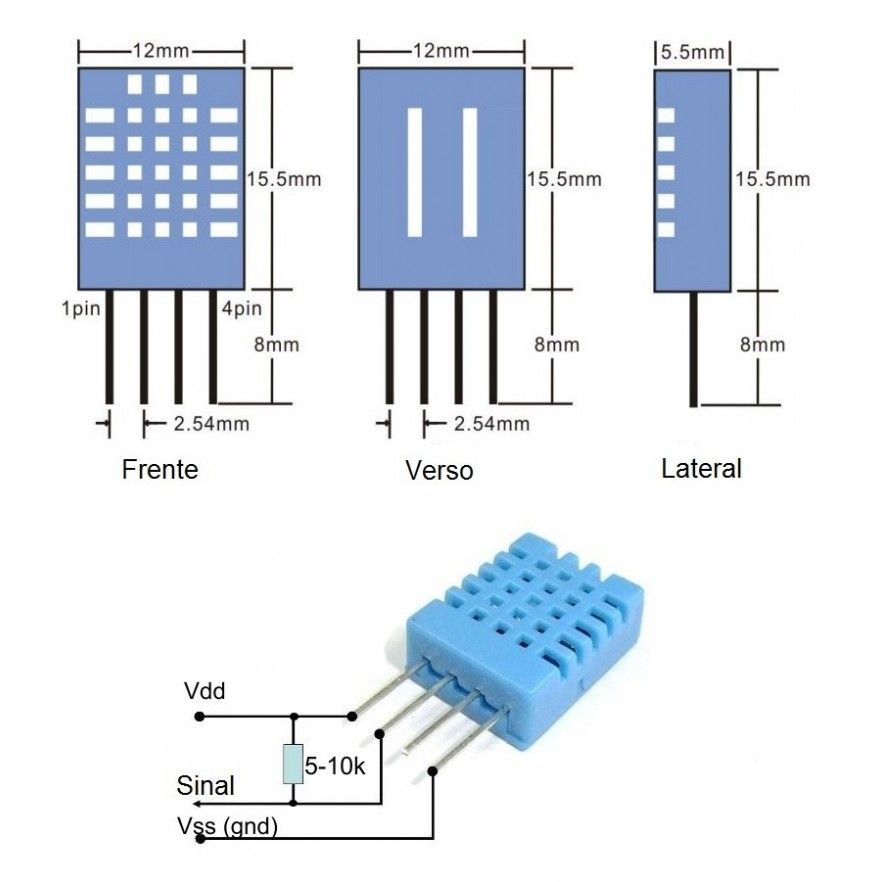 12mm
12mm
5.5mm
15.5mm
15.5mm
15.5mm
1pin
4pin
8mm
8mm
8mm
2.54mm
2.54mm
Frente
Verso
Lateral
Vdd
5-10k
Sinal
Vss (gnd)